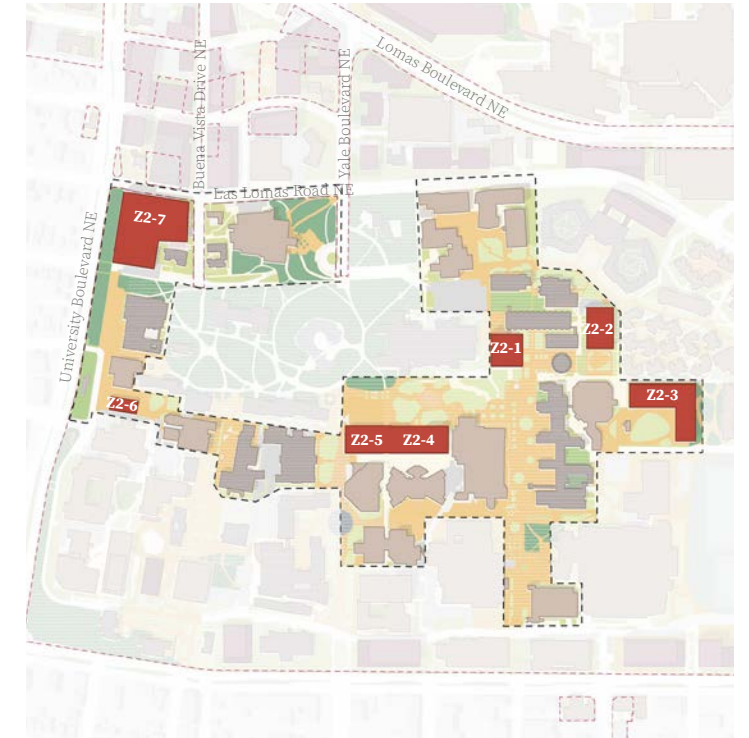 Lomas Boulevard NE
Buena Vista Drive NE
Yale Boulevard NE
Las Lomas Road NE
University Boulevard NE
Z2-7
Z2-2
Z2-1
Z2-3
Z2-6
Z2-5
Z2-4